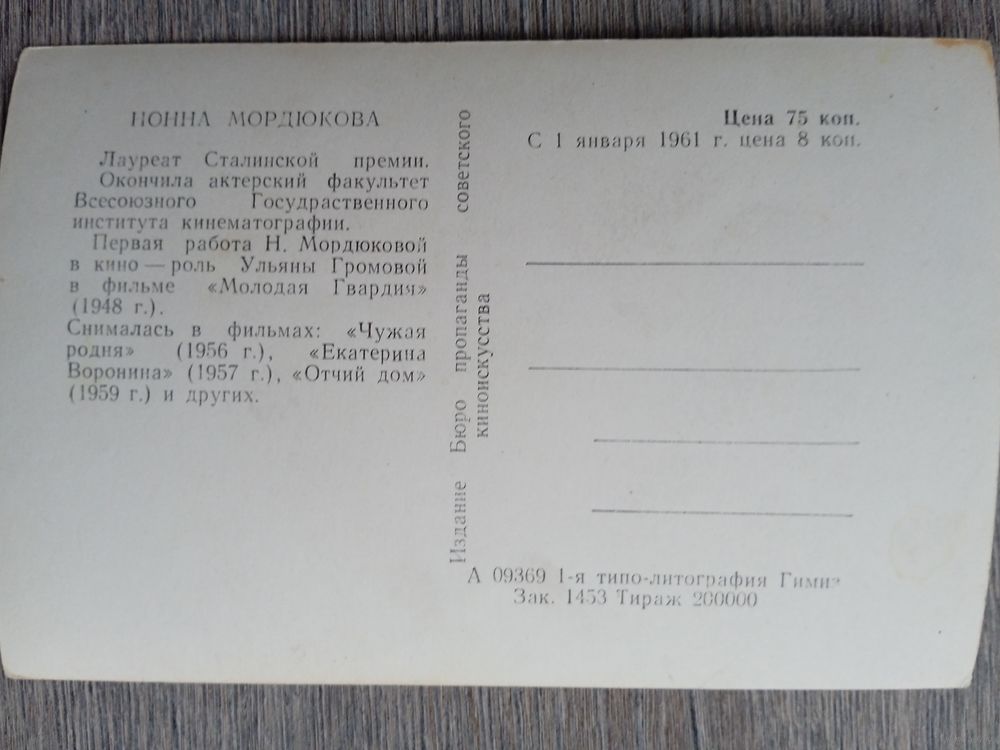 НОННА МОРДЮКОВА
Лауреат Сталинской премии.
Окончила актерский факультет
Всесоюзного Государственного
института кинематографии.
Первая работа Н. Мордюковой
в кино — роль Ульяны Громовой
в фильме «Молодая Гвардия»
(1948 г.).
Снималась в фильмах: «Чужая
родня» (1956 г.), «Екатерина
Воронина» (1957 г.), «Отчий дом»
(1959 г.) и других.
Издание Бюро пропаганды советского
киноискусства
Цена 75 коп.
С 1 января 1961 г. цена 8 коп.
А 09369 1-я типо-литография Гимиз
Зак. 1453 Тираж 200000